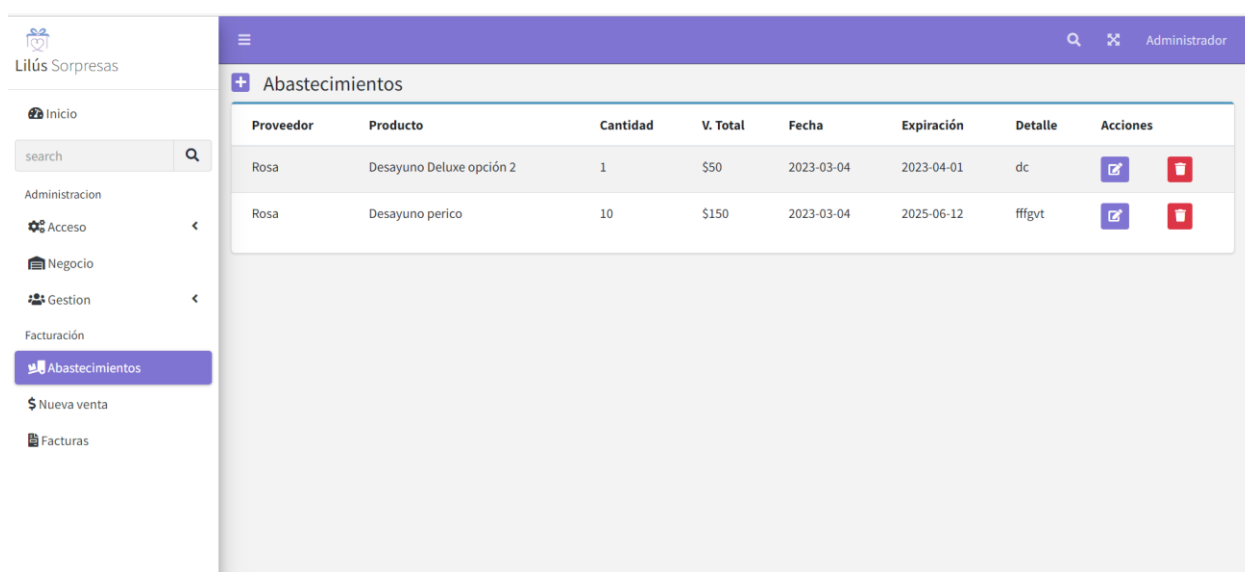 Lilús Sorpresas
Administrador
Abastecimientos
Inicio
search
Administracion
Acceso
Negocio
Gestion
Facturación
Abastecimientos
Nueva venta
Facturas
Proveedor Producto Cantidad V. Total Fecha Expiración Detalle Acciones
Rosa Desayuno Deluxe opción 2 1 $50 2023-03-04 2023-04-01 dc
Rosa Desayuno perico 10 $150 2023-03-04 2025-06-12 fffgvt